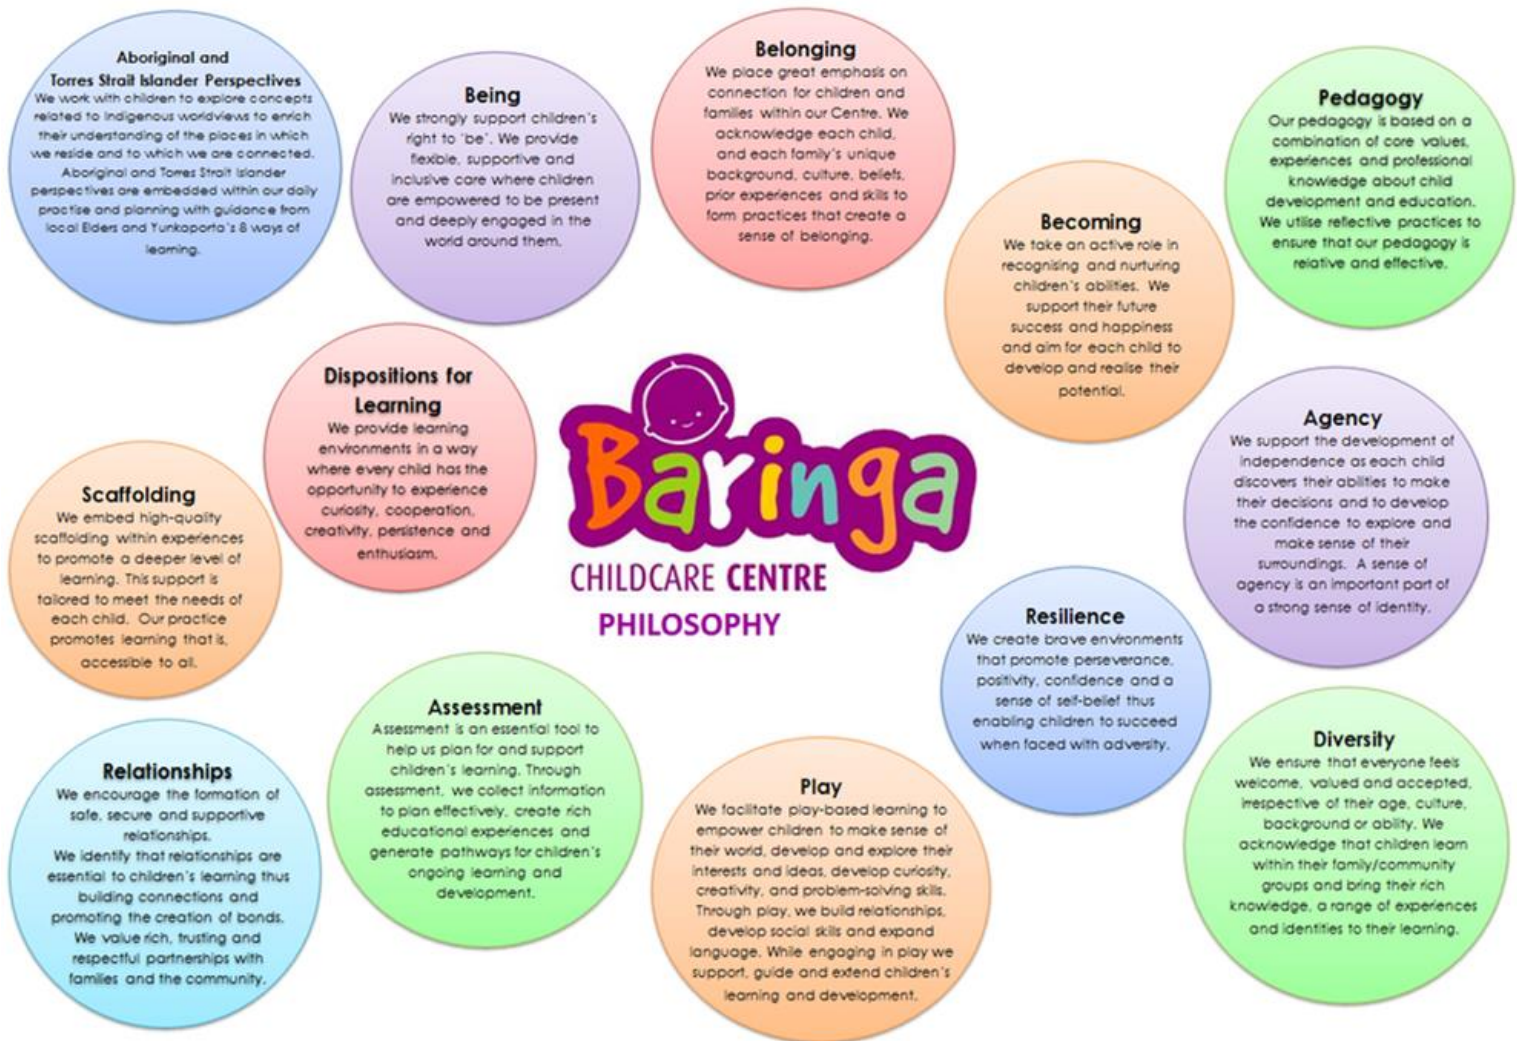 Aboriginal and
Torres Strait Islander Perspectives
We work with children to explore concepts
related to Indigenous worldviews to enrich
their understanding of the places in which
we reside and to which we are connected.
Aboriginal and Torres Strait Islander
perspectives are embedded within our daily
practise and planning with guidance from
local Elders and Yunkaporta's 8 ways of
learning.
Being
We strongly support children's
right to 'be'. We provide
flexible, supportive and
inclusive care where children
are empowered to be present
and deeply engaged in the
world around them.
Belonging
We place great emphasis on
connection for children and
families within our Centre. We
acknowledge each child,
and each family's unique
background, culture, beliefs,
prior experiences and skills to
form practices that create a
sense of belonging.
Becoming
We take an active role in
recognising and nurturing
children's abilities. We
support their future
success and happiness
and aim for each child to
develop and realise their
potential.
Pedagogy
Our pedagogy is based on a
combination of core values,
experiences and professional
knowledge about child
development and education.
We utilise reflective practices to
ensure that our pedagogy is
relative and effective.
Dispositions for
Learning
We provide learning
environments in a way
where every child has the
opportunity to experience
curiosity, cooperation,
creativity, persistence and
enthusiasm.
Baringa
CHILDCARE CENTRE
PHILOSOPHY
Agency
We support the development of
independence as each child
discovers their abilities to make
their decisions and to develop
the confidence to explore and
make sense of their
surroundings. A sense of
agency is an important part of
a strong sense of identity.
Scaffolding
We embed high-quality
scaffolding within experiences
to promote a deeper level of
learning. This support is
tailored to meet the needs of
each child. Our practice
promotes learning that is,
accessible to all.
Resilience
We create brave environments
that promote perseverance,
positivity, confidence and a
sense of self-belief thus
enabling children to succeed
when faced with adversity.
Relationships
We encourage the formation of
safe, secure and supportive
relationships.
We identify that relationships are
essential to children's learning thus
building connections and
promoting the creation of bonds.
We value rich, trusting and
respectful partnerships with
families and the community.
Assessment
Assessment is an essential tool to
help us plan for and support
children's learning. Through
assessment, we collect information
to plan effectively, create rich
educational experiences and
generate pathways for children's
ongoing learning and
development.
Play
We facilitate play-based learning to
empower children to make sense of
their world, develop and explore their
interests and ideas, develop curiosity,
creativity, and problem-solving skills.
Through play, we build relationships,
develop social skills and expand
language. While engaging in play we
support, guide and extend children's
learning and development.
Diversity
We ensure that everyone feels
welcome, valued and accepted,
irrespective of their age, culture,
background or ability. We
acknowledge that children learn
within their family/community
groups and bring their rich
knowledge, a range of experiences
and identities to their learning.